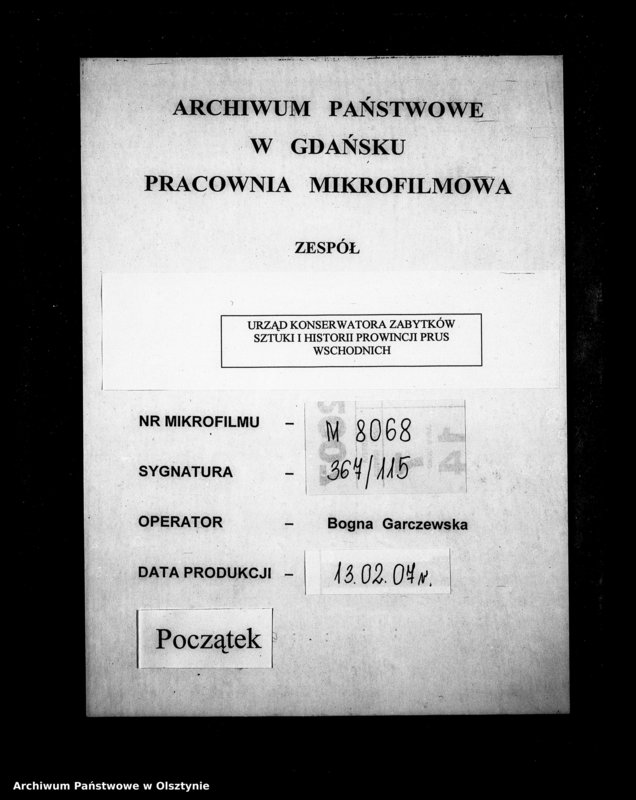 ARCHIWUM PAŃSTWOWE
W GDAŃSKU
PRACOWNIA MIKROFILMOWA
ZESPÓŁ
URZĄD KONSERWATORA ZABYTKÓW
SZTUKI I HISTORII PROWINCJI PRUS
WSCHODNICH
NR MIKROFILMU – M 8068
SYGNATURA – 367/115
OPERATOR – Bogna Garczewska
DATA PRODUKCJI – 13.02.07r.
Początek
Archiwum Państwowe w Olsztynie